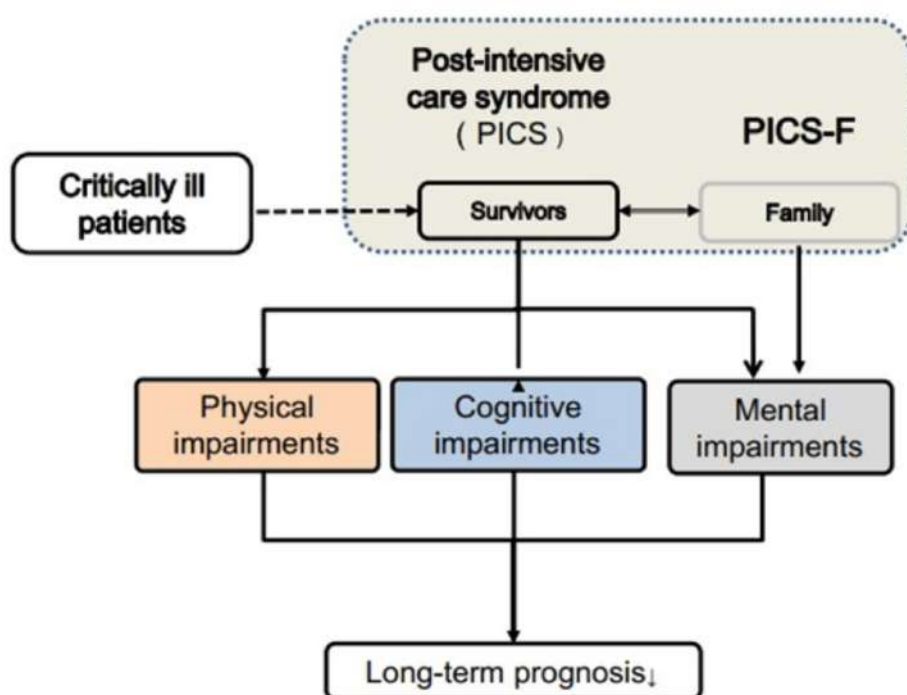 Post-intensive
care syndrome
( PICS )
PICS-F
Critically ill
patients
Survivors
Family
Physical
impairments
Cognitive
impairments
Mental
impairments
Long-term prognosis↓